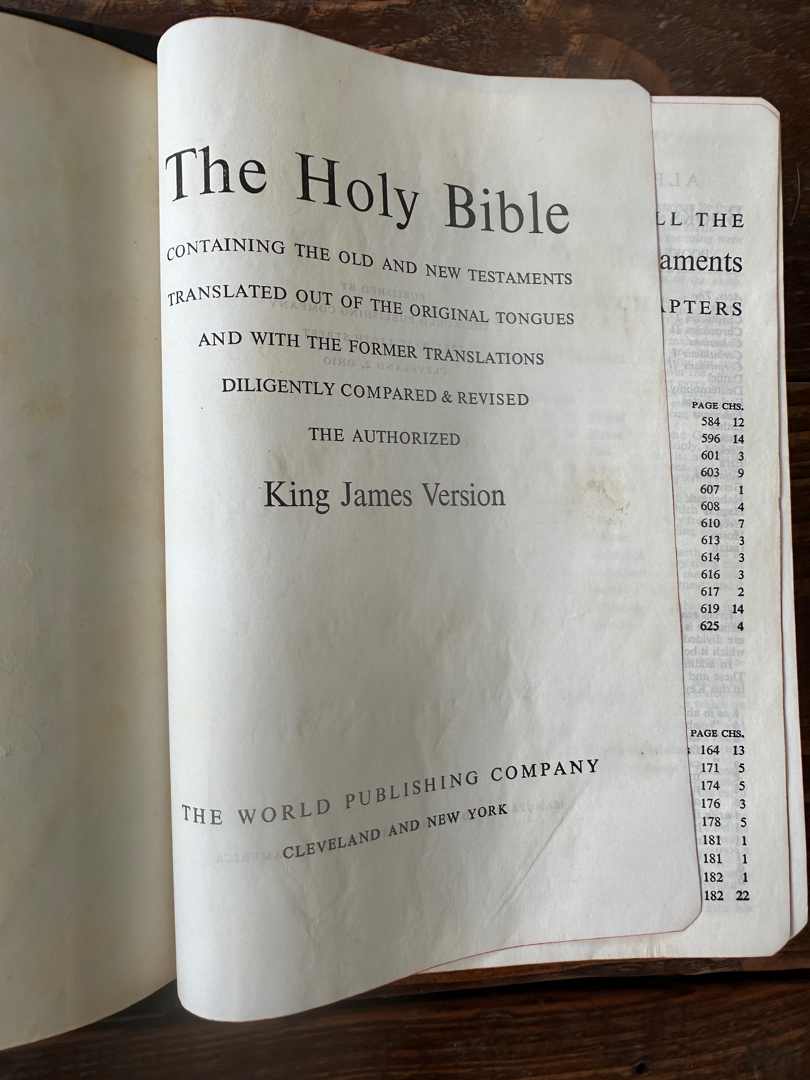 The Holy Bible
CONTAINING THE OLD AND NEW TESTAMENTS
TRANSLATED OUT OF THE ORIGINAL TONGUES
AND WITH THE FORMER TRANSLATIONS
DILIGENTLY COMPARED & REVISED
THE AUTHORIZED
King James Version
THE WORLD PUBLISHING COMPANY
CLEVELAND AND NEW YORK
LL THE
aments
APTERS
PAGE CHS.
584 12
596 14
601 3
603 9
607 1
608 4
610 7
613 3
614 3
616 3
617 2
619 14
625 4
PAGE CHS.
164 13
171 5
174 5
176 3
178 5
181 1
181 1
182 1
182 22